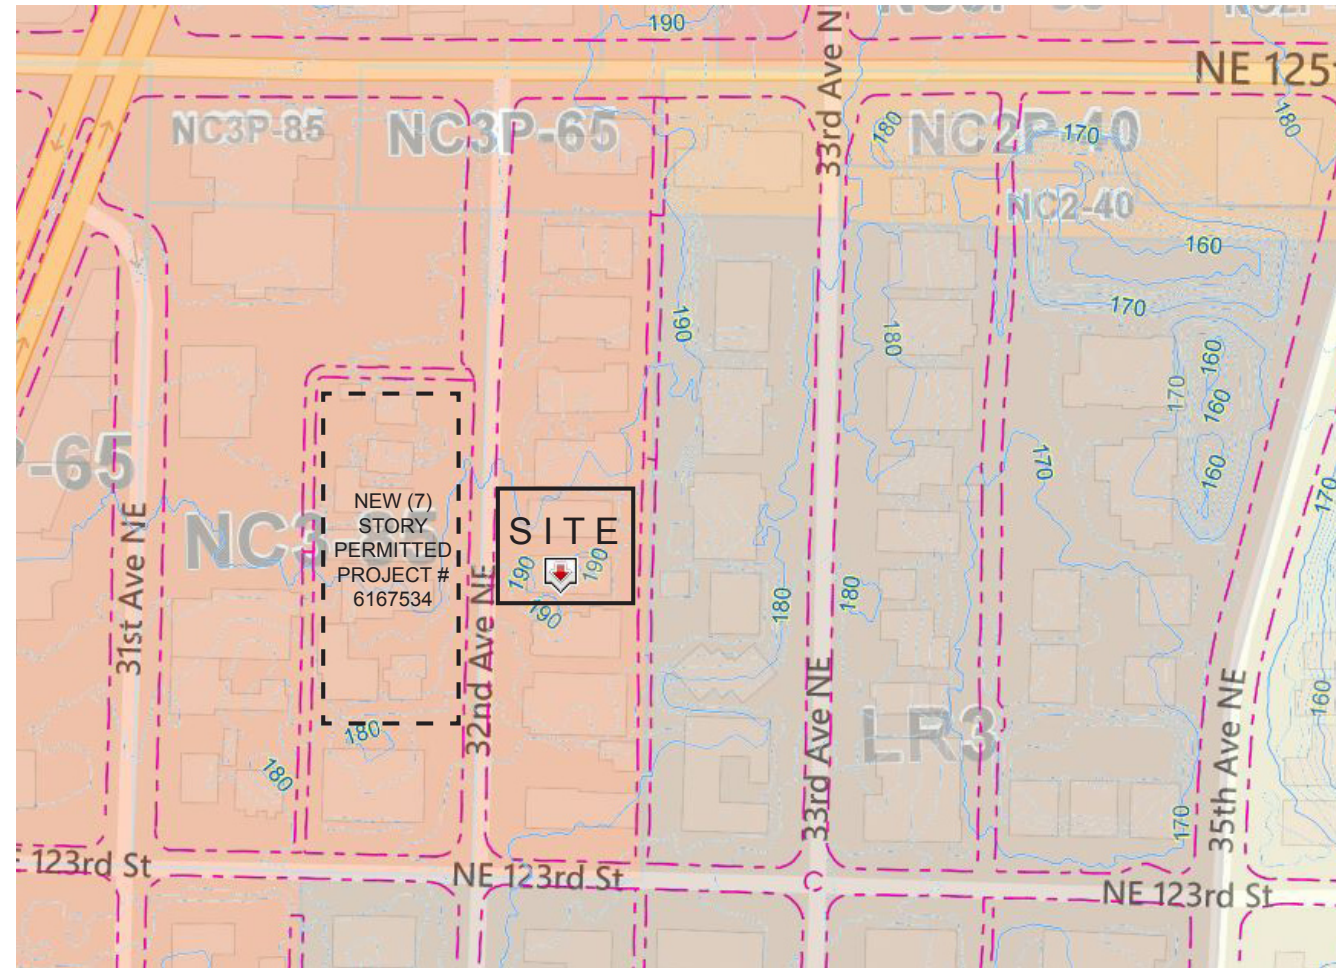 190
33rd Ave N
NE 125
180
NC3P-85
NC3P-65
180
NC2P-40
170
180
NC2-40
160
170
190
180
160
170
160
-65
170
160
170
NC3-85
NEW (7)
STORY
PERMITTED
PROJECT #
6167534
SITE
190
190
190
31st Ave NE
32nd Ave NE
180
180
33rd Ave NE
LR3
35th Ave NE
160
180
180
170
123rd St
NE 123rd St
NE 123rd St